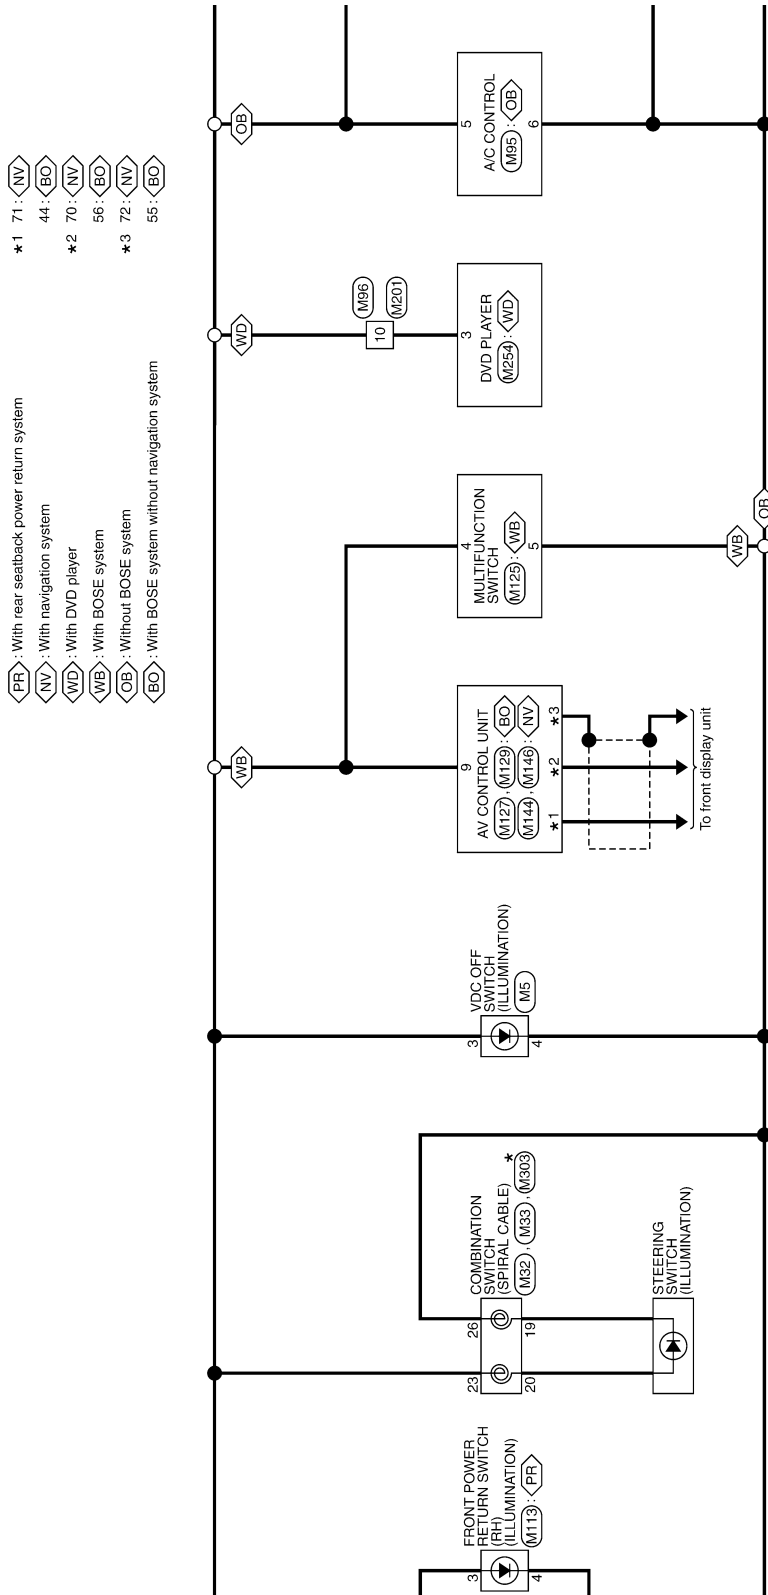 PR : With rear seatback power return system
NV : With navigation system
WD : With DVD player
WB : With BOSE system
OB : Without BOSE system
BO : With BOSE system without navigation system
★1 71 : NV
44 : BO
★2 70 : NV
56 : BO
★3 72 : NV
55 : BO
3
FRONT POWER
RETURN SWITCH
(RH)
(ILLUMINATION)
M113 : PR
4
23
26
COMBINATION
SWITCH
(SPIRAL CABLE)
M32 , M33 , M303 ★
20
19
STEERING
SWITCH
(ILLUMINATION)
3
VDC OFF
SWITCH
(ILLUMINATION)
M5
4
WB
9
AV CONTROL UNIT
M127 , M129 : BO
M144 , M146 : NV
★1
★2
★3
To front display unit
4
MULTIFUNCTION
SWITCH
M125 : WB
5
WB
OB
WD
M96
10
M201
3
DVD PLAYER
M254 : WD
OB
5
A/C CONTROL
M95 : OB
6